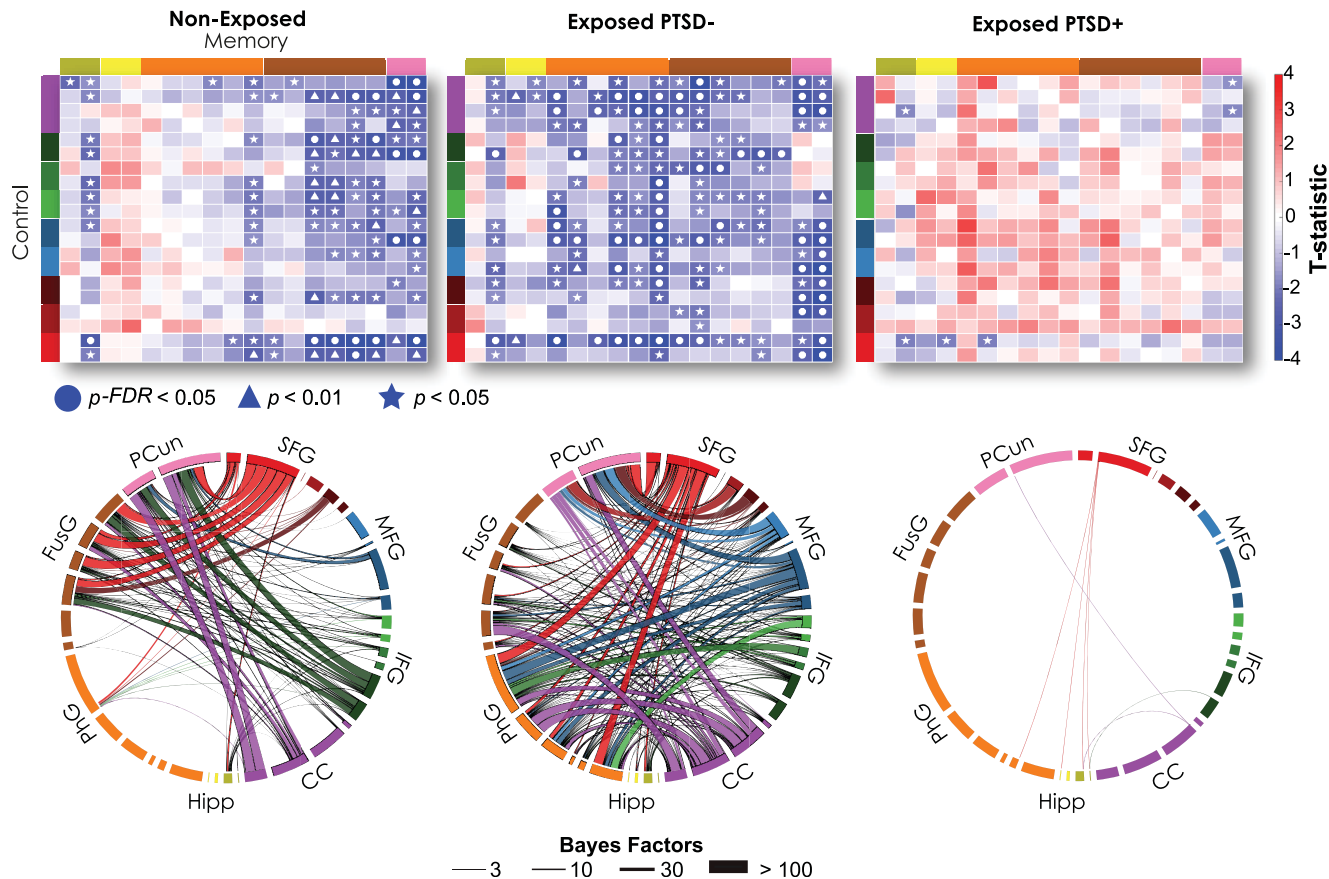 Non-Exposed
Memory
Exposed PTSD-
Exposed PTSD+
Control
4
3
2
1
0
-1
-2
-3
-4
T-statistic
p-FDR < 0.05
p < 0.01
p < 0.05
PCun
SFG
FusG
MFG
IFG
PhG
CC
Hipp
PCun
SFG
FusG
MFG
IFG
PhG
CC
Hipp
PCun
SFG
FusG
MFG
IFG
PhG
CC
Hipp
Bayes Factors
3
10
30
> 100